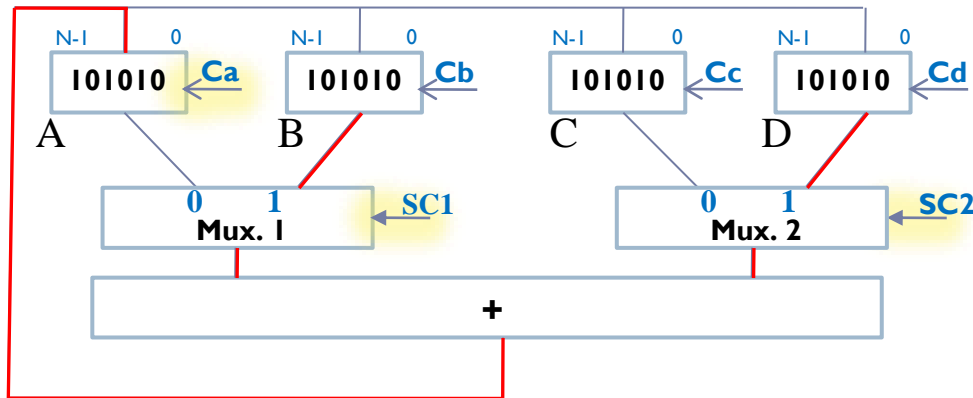 N-1 0 N-1 0 N-1 0 N-1 0
101010 Ca 101010 Cb 101010 Cc 101010 Cd
A B C D
0 1 SC1 0 1 SC2
Mux. 1 Mux. 2
+